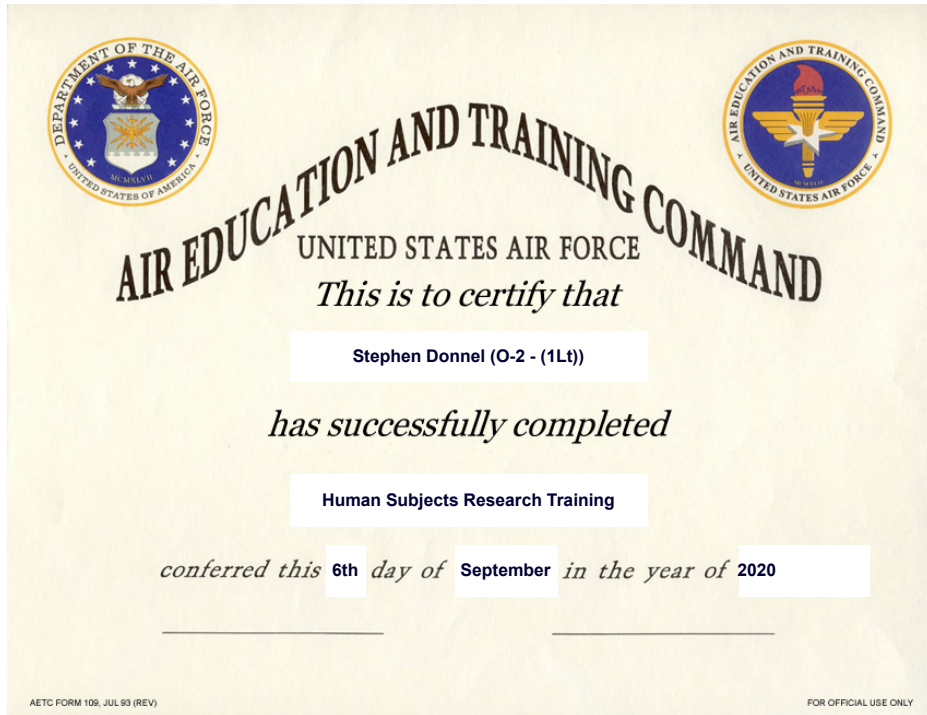 DEPARTMENT OF THE AIR FORCE
MCMXLVII
UNITED STATES OF AMERICA
AIR EDUCATION AND TRAINING COMMAND
MCMXLII
UNITED STATES AIR FORCE
AIR EDUCATION AND TRAINING COMMAND
UNITED STATES AIR FORCE
This is to certify that
Stephen Donnel (O-2 - (1Lt))
has successfully completed
Human Subjects Research Training
conferred this 6th day of September in the year of 2020
AETC FORM 109, JUL 93 (REV)
FOR OFFICIAL USE ONLY